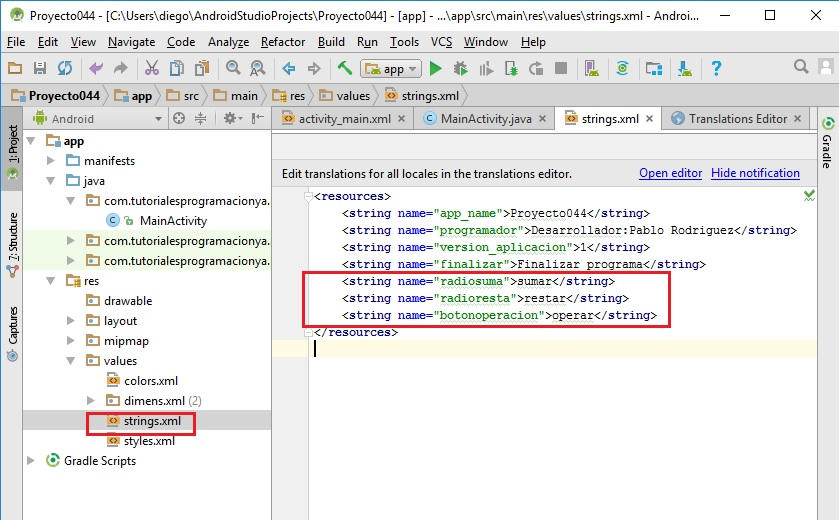 Proyecto044 - [C:\Users\diego\AndroidStudioProjects\Proyecto044] - [app] - ...\app\src\main\res\values\strings.xml - Androi...
File Edit View Navigate Code Analyze Refactor Build Run Tools VCS Window Help
app
Proyecto044 app src main res values strings.xml
Android
activity_main.xml MainActivity.java strings.xml Translations Editor
1: Project
7: Structure
Captures
Gradle
app
manifests
java
com.tutorialesprogramacionya.
MainActivity
com.tutorialesprogramacionya.
com.tutorialesprogramacionya.
res
drawable
layout
mipmap
values
colors.xml
dimens.xml (2)
strings.xml
styles.xml
Gradle Scripts
Edit translations for all locales in the translations editor. Open editor Hide notification
<resources>
<string name="app_name">Proyecto044</string>
<string name="programador">Desarrollador:Pablo Rodriguez</string>
<string name="version_aplicacion">1</string>
<string name="finalizar">Finalizar programa</string>
<string name="radiosuma">sumar</string>
<string name="radioresta">restar</string>
<string name="botonoperacion">operar</string>
</resources>